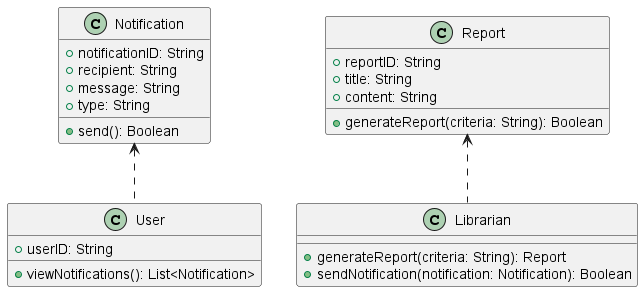 C Notification
notificationID: String
recipient: String
message: String
type: String
send(): Boolean
C Report
reportID: String
title: String
content: String
generateReport(criteria: String): Boolean
C User
userID: String
viewNotifications(): List<Notification>
C Librarian
generateReport(criteria: String): Report
sendNotification(notification: Notification): Boolean